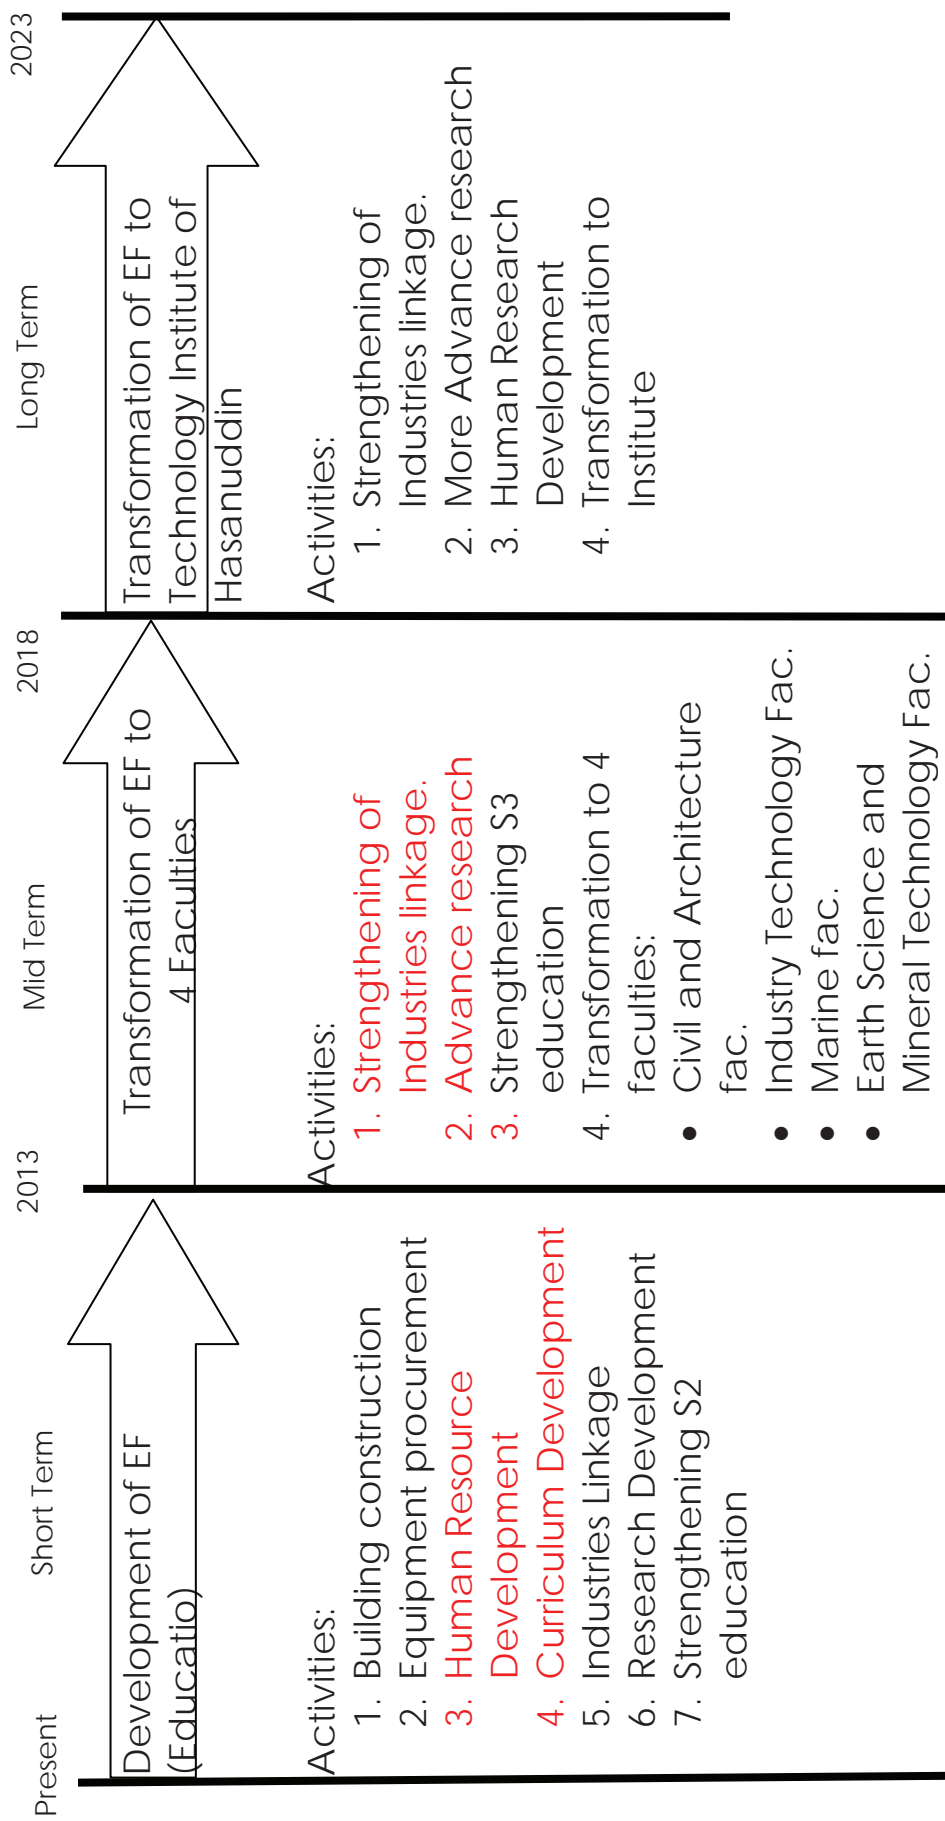 Present
Short Term
2013
Mid Term
2018
Long Term
2023
Development of EF
(Educatio)
Transformation of EF to
4 Faculties
Transformation of EF to
Technology Institute of
Hasanuddin
Activities:
1. Building construction
2. Equipment procurement
3. Human Resource
Development
4. Curriculum Development
5. Industries Linkage
6. Research Development
7. Strengthening S2
education
Activities:
1. Strengthening of
Industries linkage.
2. Advance research
3. Strengthening S3
education
4. Transformation to 4
faculties:
• Civil and Architecture
fac.
• Industry Technology Fac.
• Marine fac.
• Earth Science and
Mineral Technology Fac.
Activities:
1. Strengthening of
Industries linkage.
2. More Advance research
3. Human Research
Development
4. Transformation to
Institute